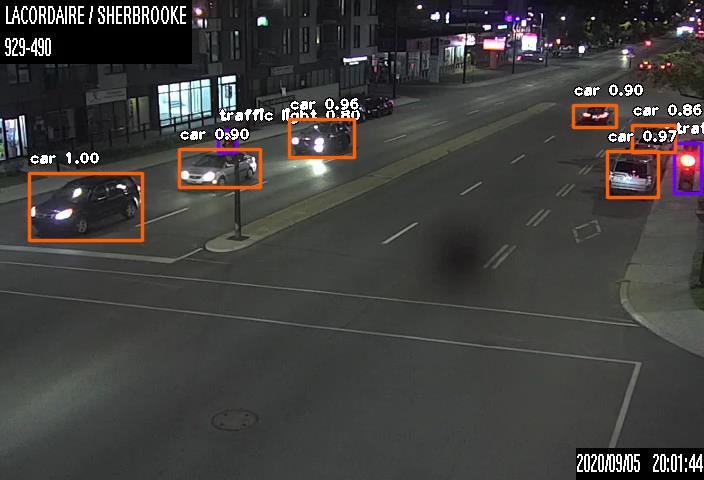 LACORDAIRE / SHERBROOKE
929-490
car 0.90
car 0.96
traffic light 0.80
car 0.86
car 0.90
car 0.97
traf
car 1.00
2020/09/05 20:01:44